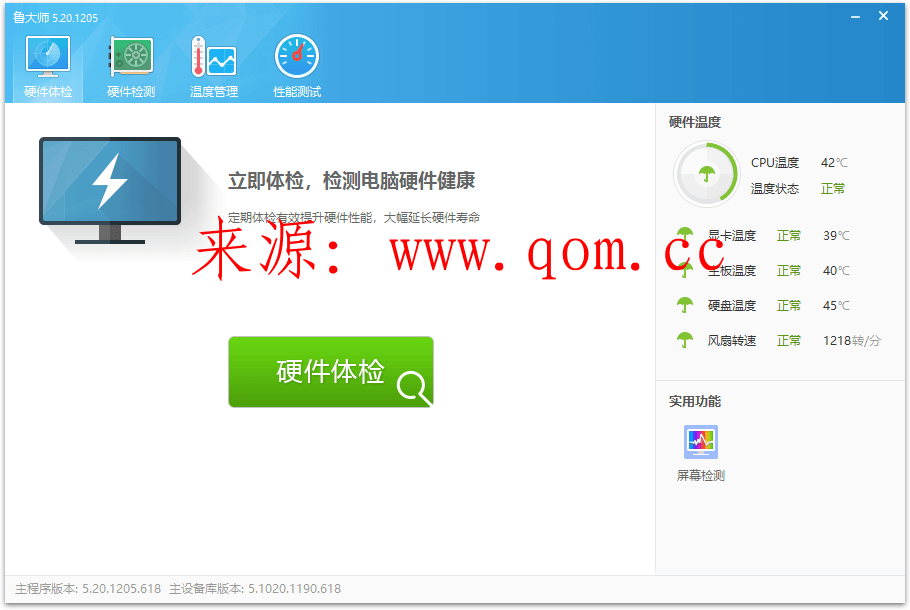 鲁大师 5.20.1205
硬件体检 硬件检测 温度管理 性能测试
立即体检，检测电脑硬件健康
定期体检有效提升硬件性能，大幅延长硬件寿命
来源：www.qom.cc
硬件体检
硬件温度
CPU温度 42℃
温度状态 正常
显卡温度 正常 39℃
主板温度 正常 40℃
硬盘温度 正常 45℃
风扇转速 正常 1218转/分
实用功能
屏幕检测
主程序版本: 5.20.1205.618 主设备库版本: 5.1020.1190.618